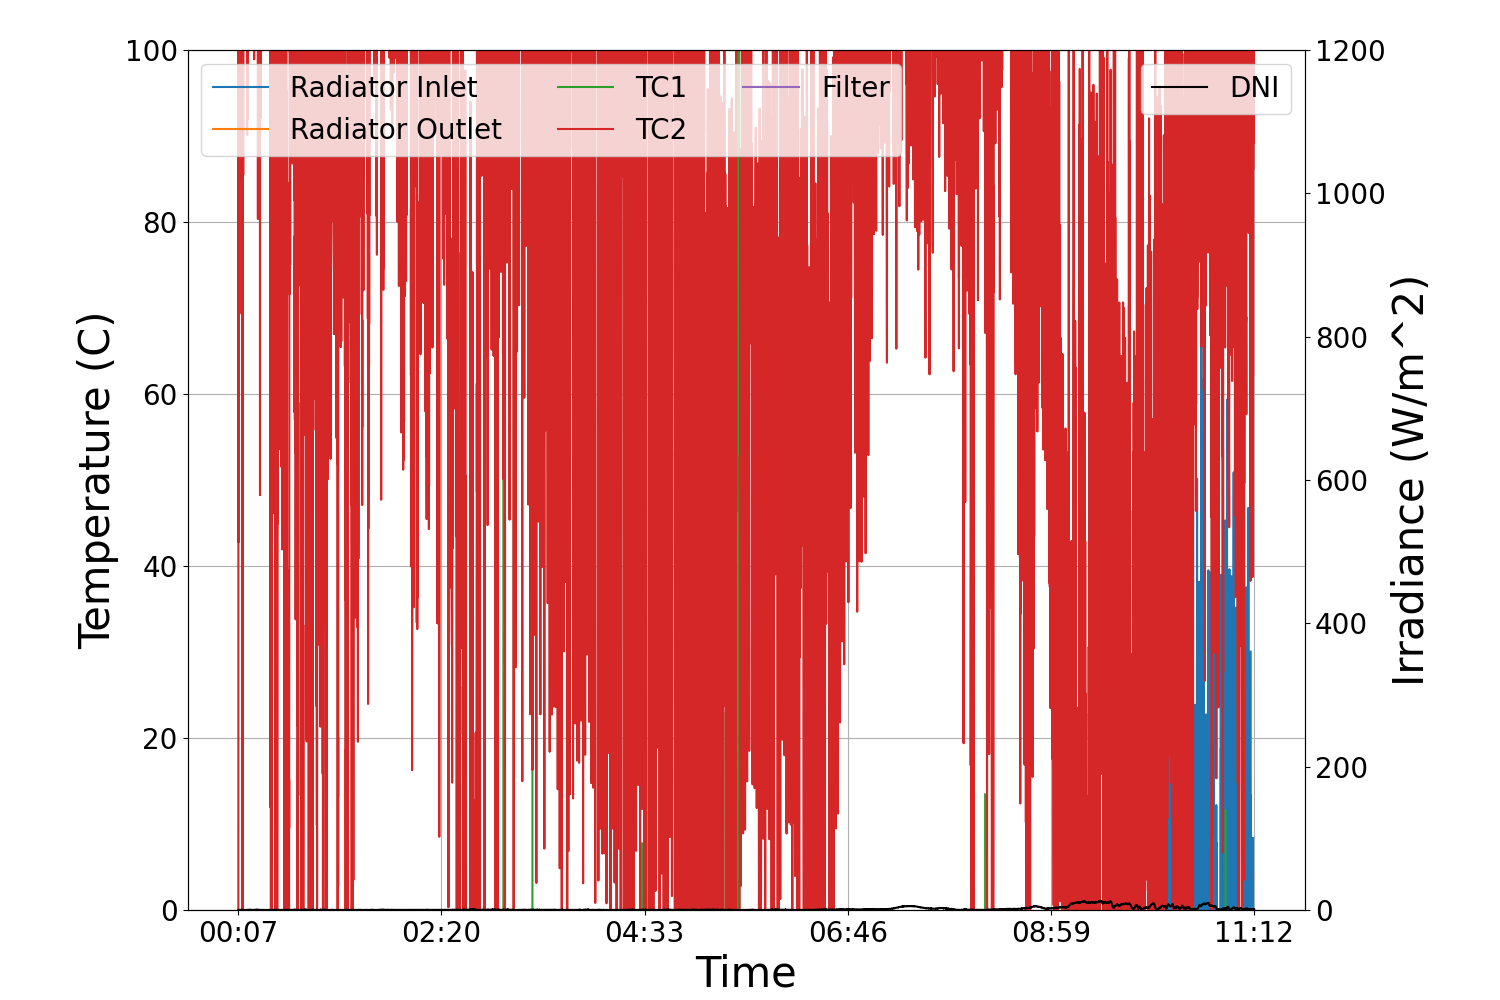 100
80
60
40
20
0
Temperature (C)
Radiator Inlet
Radiator Outlet
TC1
TC2
Filter
DNI
1200
1000
800
600
400
200
0
Irradiance (W/m^2)
00:07
02:20
04:33
06:46
08:59
11:12
Time